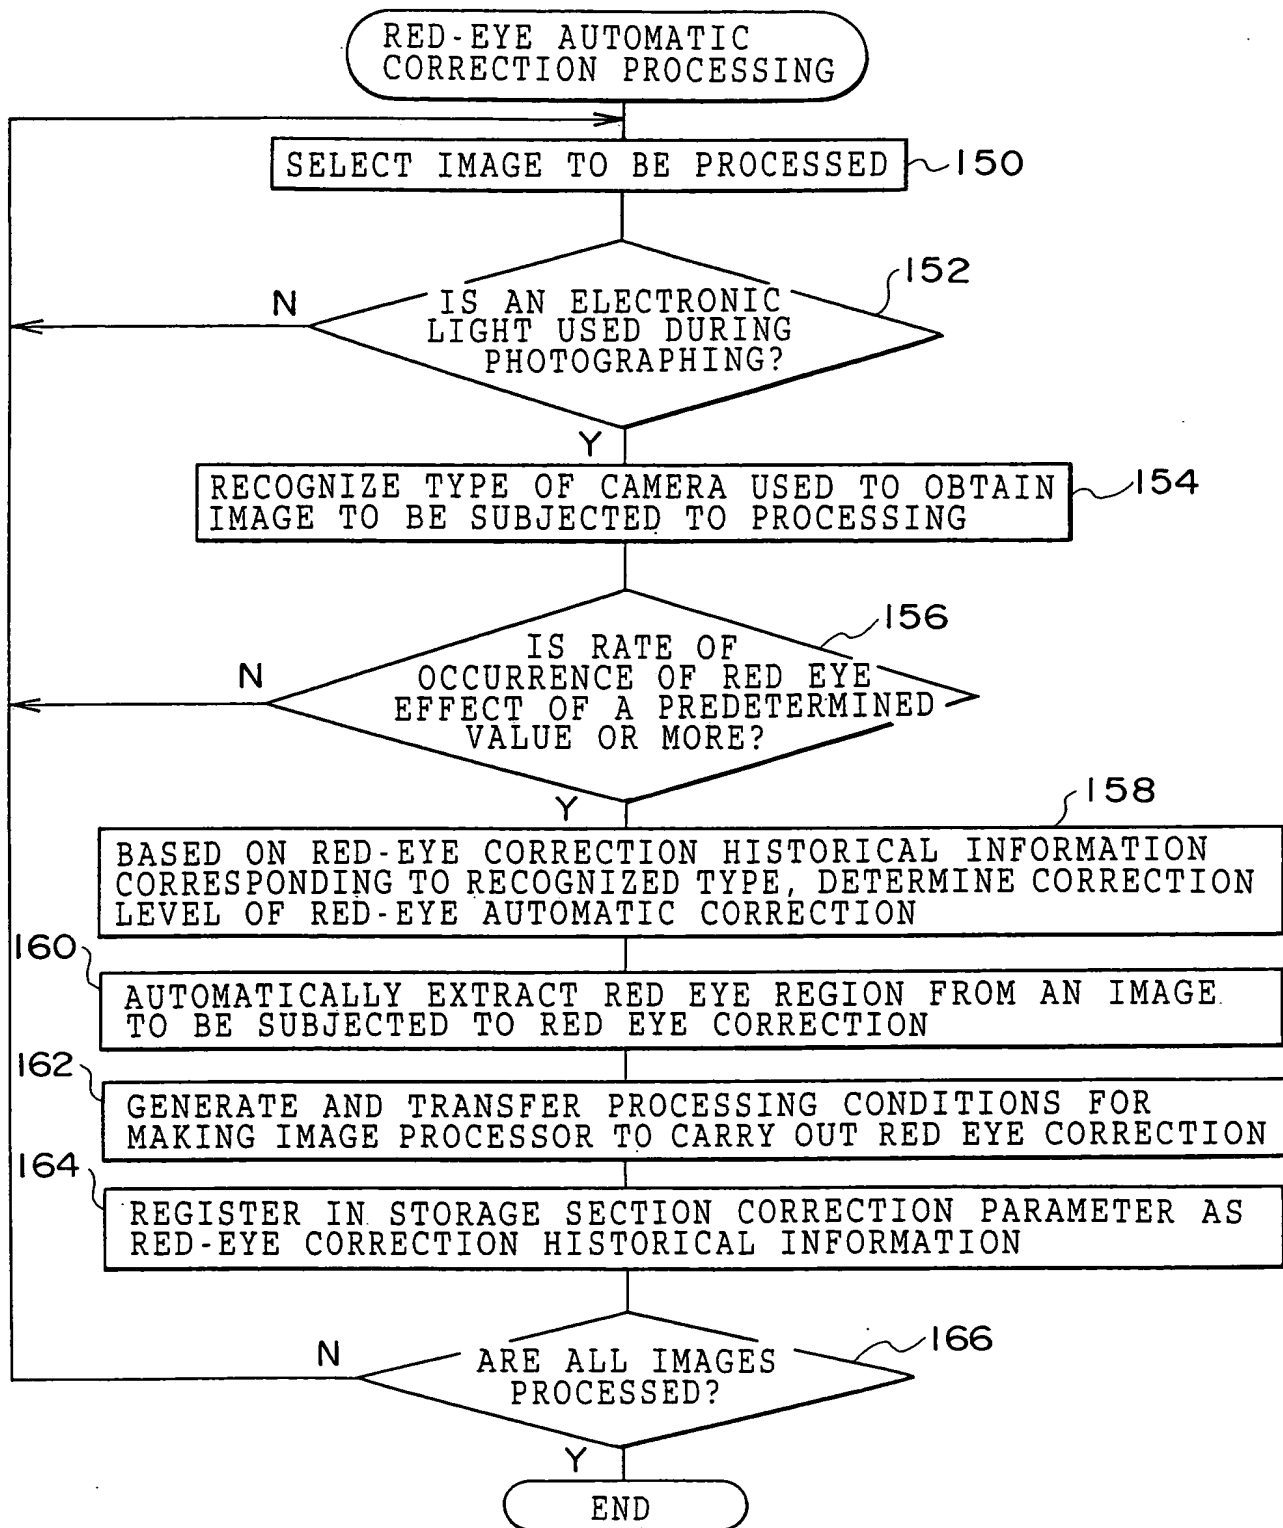 RED-EYE AUTOMATIC
CORRECTION PROCESSING
SELECT IMAGE TO BE PROCESSED
150
152
N
IS AN ELECTRONIC
LIGHT USED DURING
PHOTOGRAPHING?
Y
RECOGNIZE TYPE OF CAMERA USED TO OBTAIN
IMAGE TO BE SUBJECTED TO PROCESSING
154
156
N
IS RATE OF
OCCURRENCE OF RED EYE
EFFECT OF A PREDETERMINED
VALUE OR MORE?
Y
158
BASED ON RED-EYE CORRECTION HISTORICAL INFORMATION
CORRESPONDING TO RECOGNIZED TYPE, DETERMINE CORRECTION
LEVEL OF RED-EYE AUTOMATIC CORRECTION
160
AUTOMATICALLY EXTRACT RED EYE REGION FROM AN IMAGE
TO BE SUBJECTED TO RED EYE CORRECTION
162
GENERATE AND TRANSFER PROCESSING CONDITIONS FOR
MAKING IMAGE PROCESSOR TO CARRY OUT RED EYE CORRECTION
164
REGISTER IN STORAGE SECTION CORRECTION PARAMETER AS
RED-EYE CORRECTION HISTORICAL INFORMATION
166
N
ARE ALL IMAGES
PROCESSED?
Y
END